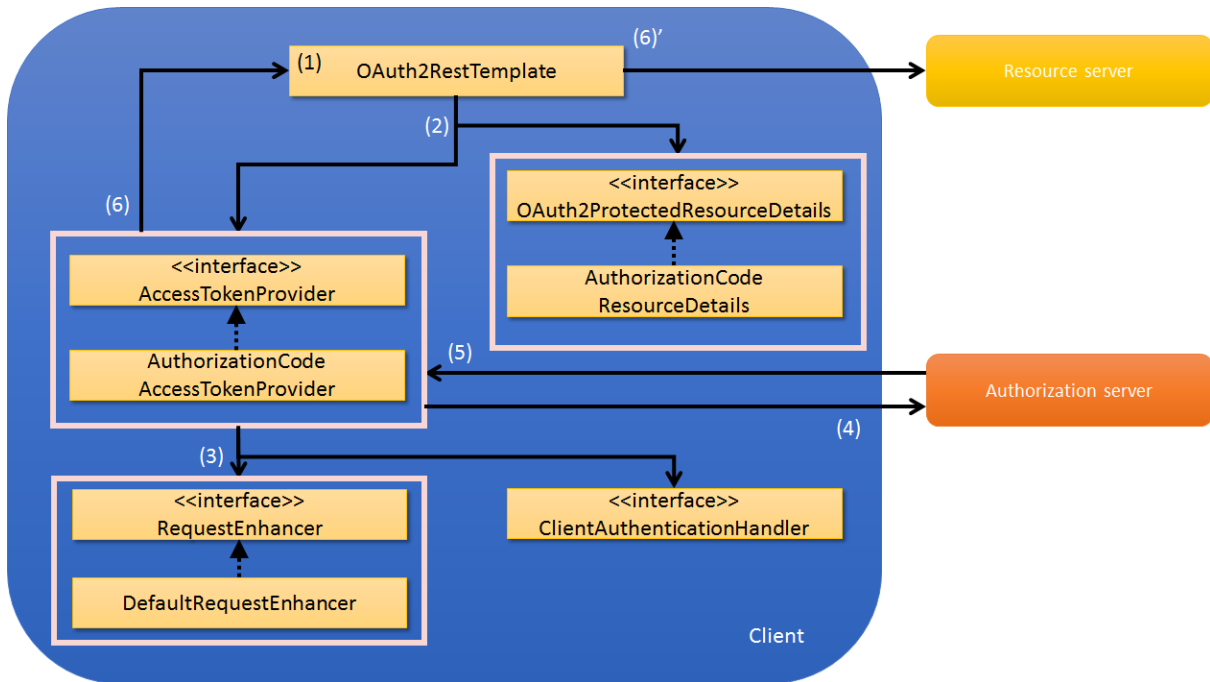 (6)’
(1)
OAuth2RestTemplate
Resource server
(2)
<<interface>>
OAuth2ProtectedResourceDetails
(6)
AuthorizationCode
ResourceDetails
<<interface>>
AccessTokenProvider
AuthorizationCode
AccessTokenProvider
(5)
Authorization server
(4)
(3)
<<interface>>
RequestEnhancer
<<interface>>
ClientAuthenticationHandler
DefaultRequestEnhancer
Client